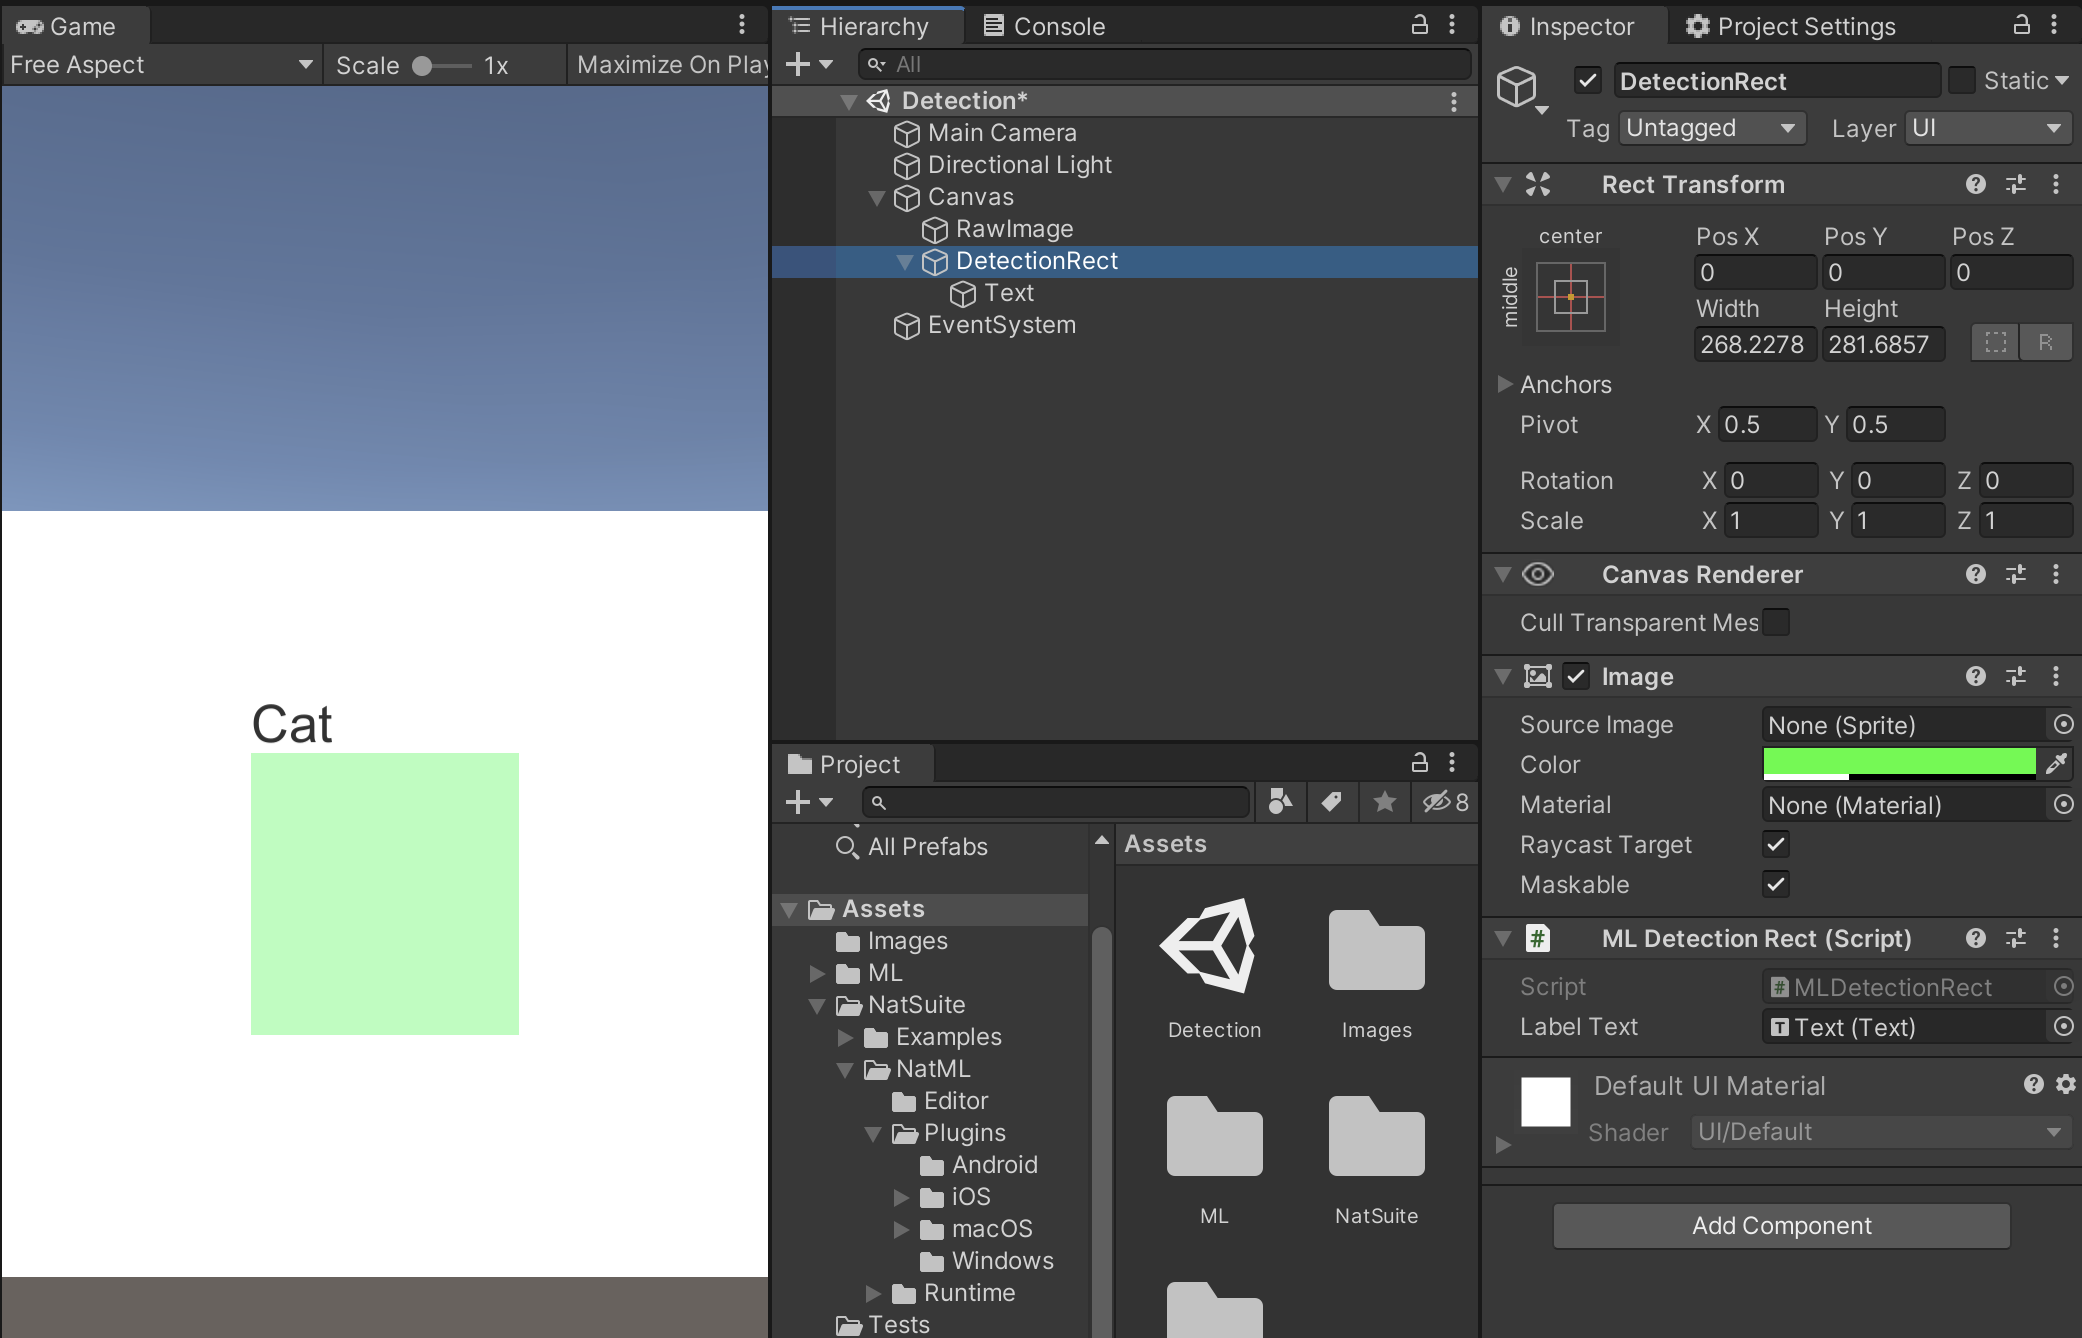 Game
Free Aspect
Scale 1x
Maximize On Play
Cat
Hierarchy
Console
All
Detection*
Main Camera
Directional Light
Canvas
RawImage
DetectionRect
Text
EventSystem
Project
8
All Prefabs
Assets
Images
ML
NatSuite
Examples
NatML
Editor
Plugins
Android
iOS
macOS
Windows
Runtime
Tests
Assets
Detection
Images
ML
NatSuite
Inspector
Project Settings
DetectionRect
Static
Tag Untagged Layer UI
Rect Transform
center
middle
Pos X Pos Y Pos Z
0 0 0
Width Height
268.2278 281.6857 R
Anchors
Pivot X 0.5 Y 0.5
Rotation X 0 Y 0 Z 0
Scale X 1 Y 1 Z 1
Canvas Renderer
Cull Transparent Mes
Image
Source Image None (Sprite)
Color
Material None (Material)
Raycast Target
Maskable
# ML Detection Rect (Script)
Script # MLDetectionRect
Label Text T Text (Text)
Default UI Material
Shader UI/Default
Add Component